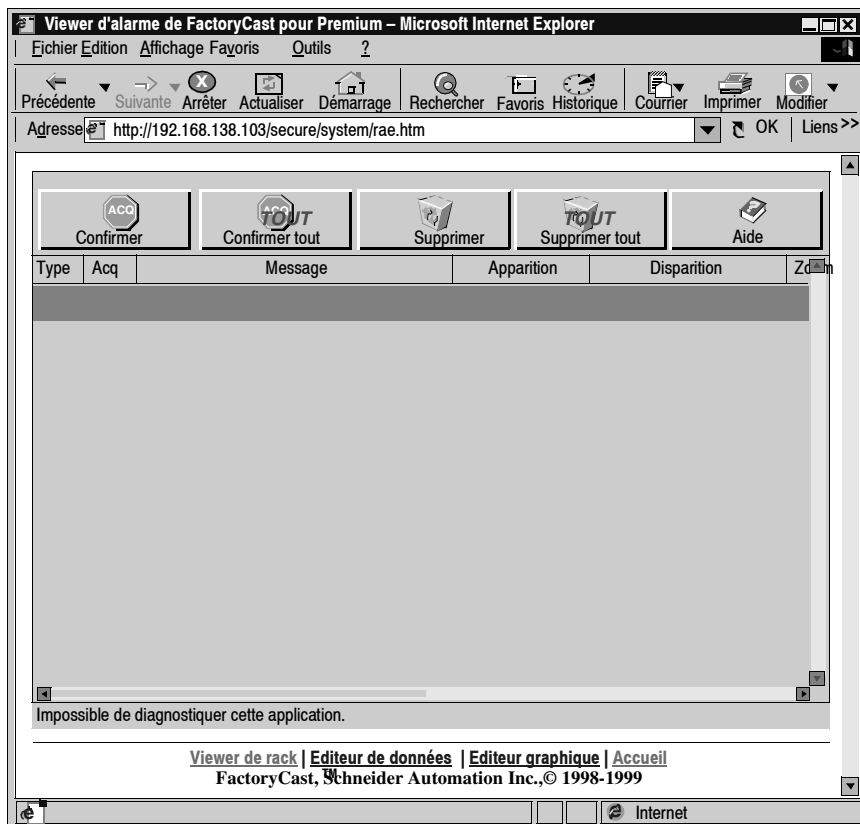 Viewer d'alarme de FactoryCast pour Premium – Microsoft Internet Explorer
Fichier Edition Affichage Favoris Outils ?
Précédente Suivante Arrêter Actualiser Démarrage Rechercher Favoris Historique Courrier Imprimer Modifier
Adresse http://192.168.138.103/secure/system/rae.htm OK Liens >>
ACQ ACQ TOUT TOUT
Confirmer Confirmer tout Supprimer Supprimer tout Aide
Type Acq Message Apparition Disparition Zoom
Impossible de diagnostiquer cette application.
Viewer de rack | Editeur de données | Editeur graphique | Accueil
FactoryCast,™ Schneider Automation Inc.,© 1998-1999
Internet